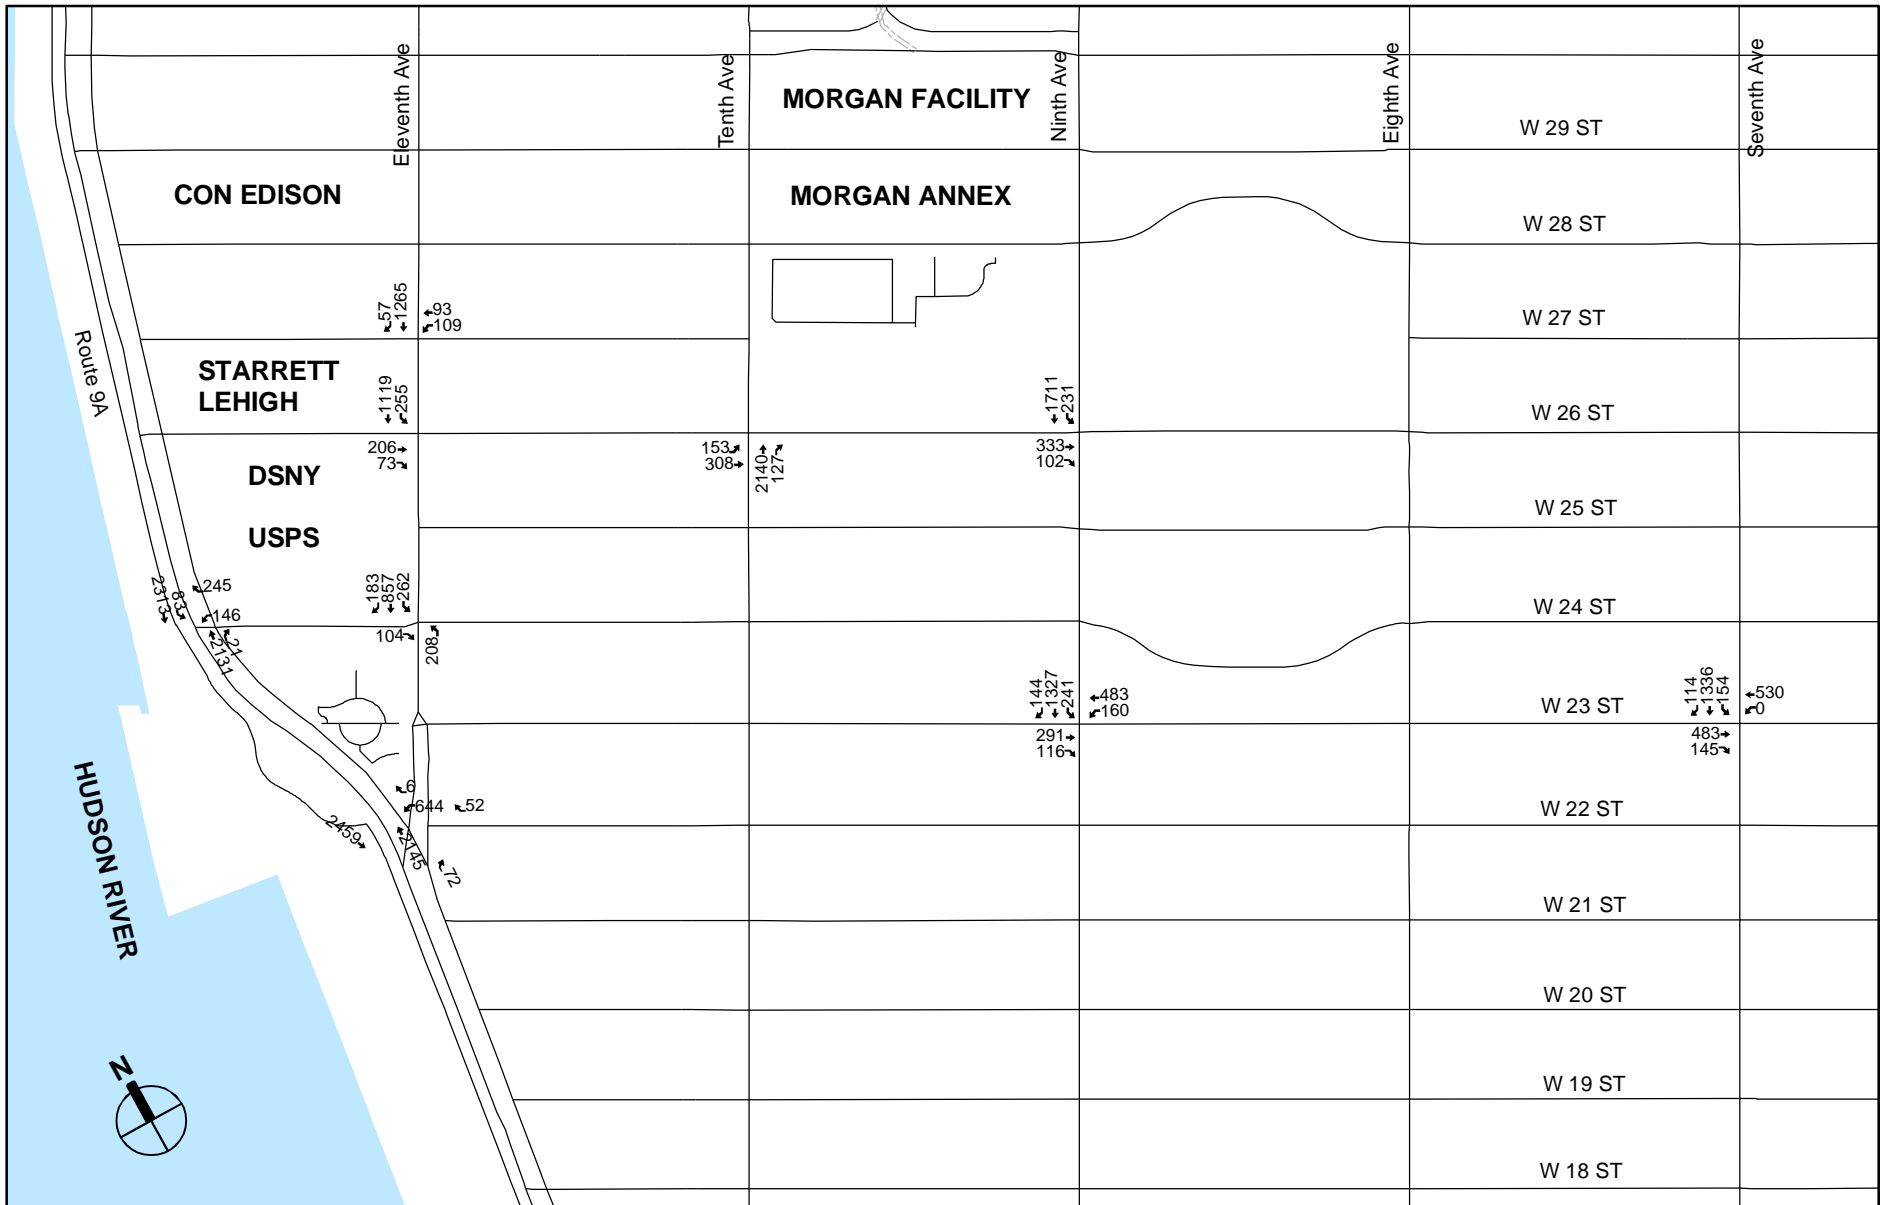 Eleventh Ave
Tenth Ave
Ninth Ave
Eighth Ave
Seventh Ave
MORGAN FACILITY
W 29 ST
CON EDISON
MORGAN ANNEX
W 28 ST
57
1265
93
109
W 27 ST
Route 9A
STARRETT
LEHIGH
1119
255
1711
231
W 26 ST
206
73
153
308
2140
127
333
102
DSNY
W 25 ST
USPS
2313
83
245
146
2131
21
183
857
262
104
208
W 24 ST
144
1327
241
483
160
291
116
W 23 ST
114
1336
154
530
0
483
145
HUDSON RIVER
6
644
52
2459
2145
72
W 22 ST
W 21 ST
W 20 ST
N
W 19 ST
W 18 ST